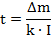 t = Δm / (k · I)